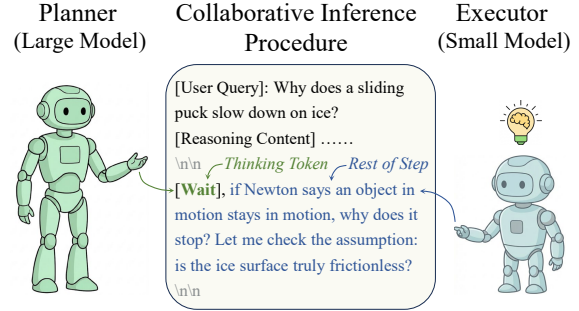 Planner
(Large Model)
Collaborative Inference
Procedure
Executor
(Small Model)
[User Query]: Why does a sliding
puck slow down on ice?
[Reasoning Content] ......
\n\n
Thinking Token
Rest of Step
[Wait], if Newton says an object in
motion stays in motion, why does it
stop? Let me check the assumption:
is the ice surface truly frictionless?
\n\n